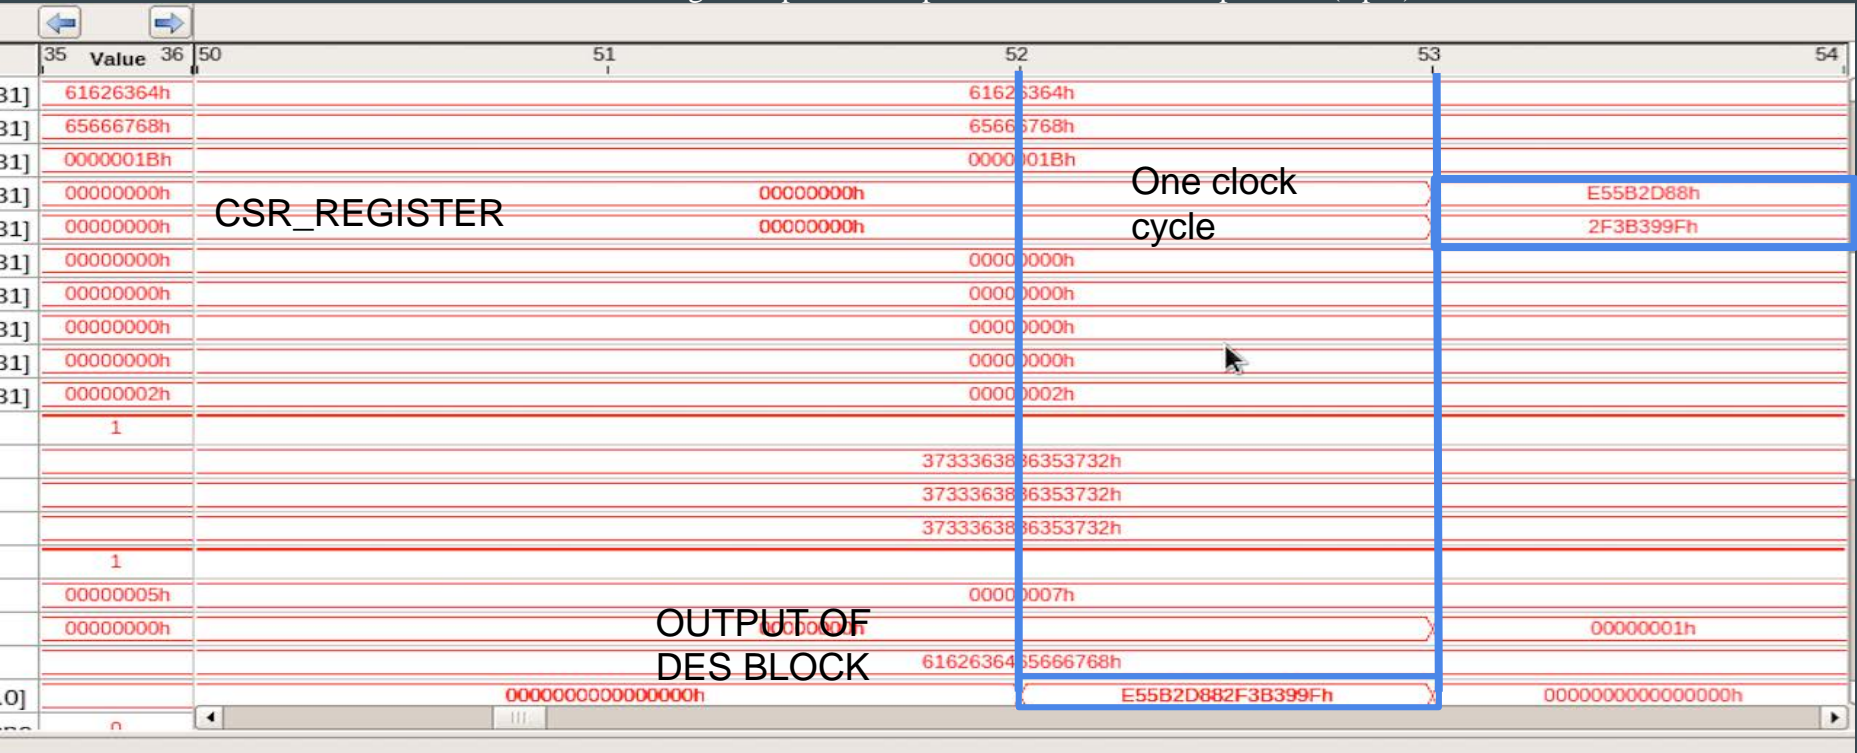 35 Value 36 50 51 52 53 54
31] 61626364h 61626364h
31] 65666768h 65666768h
31] 0000001Bh 0000001Bh
One clock
cycle
31] 00000000h 00000000h E55B2D88h
CSR_REGISTER
31] 00000000h 00000000h 2F3B399Fh
31] 00000000h 00000000h
31] 00000000h 00000000h
31] 00000000h 00000000h
31] 00000000h 00000000h
31] 00000002h 00000002h
1
3733363836353732h
3733363836353732h
3733363836353732h
1
00000005h 00000007h
OUTPUT OF
DES BLOCK
00000000h 00000000h 00000001h
6162636465666768h
.0] 0000000000000000h E55B2D882F3B399Fh 0000000000000000h